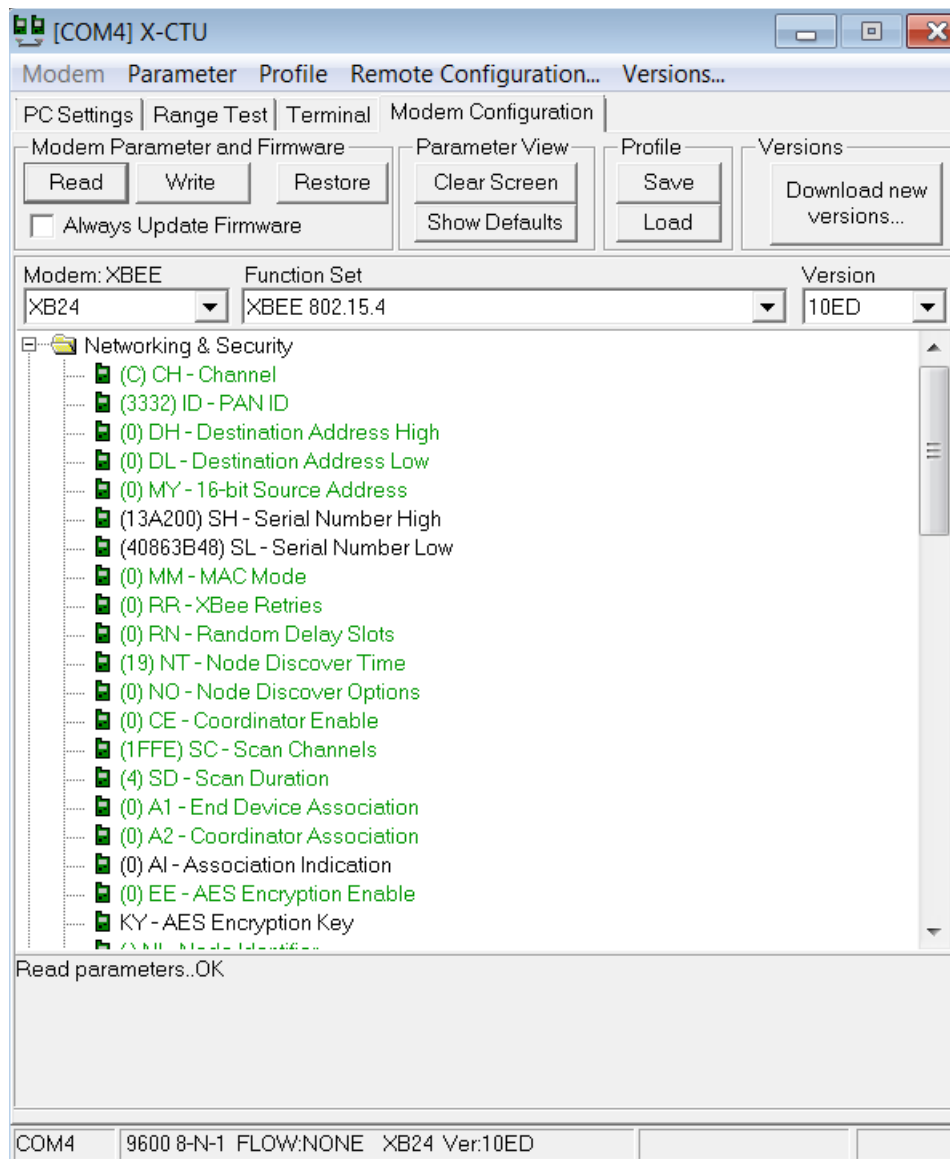 [COM4] X-CTU
Modem Parameter Profile Remote Configuration... Versions...
PC Settings Range Test Terminal Modem Configuration
Modem Parameter and Firmware Parameter View Profile Versions
Read Write Restore Clear Screen Save Download new versions...
Always Update Firmware Show Defaults Load
Modem: XBEE Function Set Version
XB24 XBEE 802.15.4 10ED
Networking & Security
(C) CH - Channel
(3332) ID - PAN ID
(0) DH - Destination Address High
(0) DL - Destination Address Low
(0) MY - 16-bit Source Address
(13A200) SH - Serial Number High
(40863B48) SL - Serial Number Low
(0) MM - MAC Mode
(0) RR - XBee Retries
(0) RN - Random Delay Slots
(19) NT - Node Discover Time
(0) NO - Node Discover Options
(0) CE - Coordinator Enable
(1FFE) SC - Scan Channels
(4) SD - Scan Duration
(0) A1 - End Device Association
(0) A2 - Coordinator Association
(0) AI - Association Indication
(0) EE - AES Encryption Enable
KY - AES Encryption Key
Read parameters..OK
COM4 9600 8-N-1 FLOW:NONE XB24 Ver:10ED